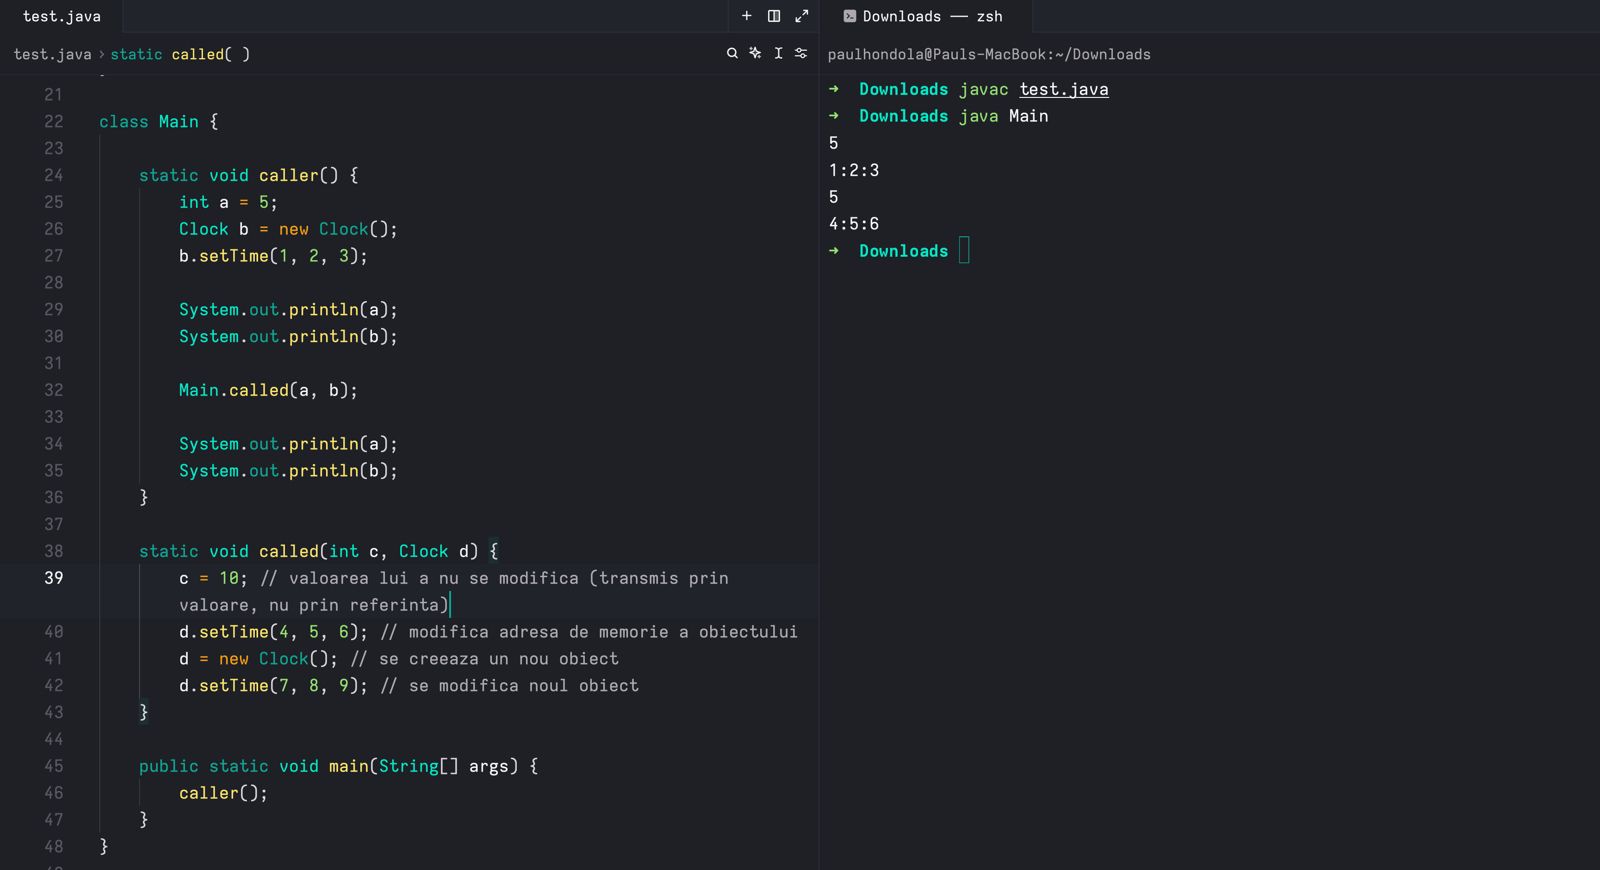 test.java
test.java › static called( )
21
22 class Main {
23
24     static void caller() {
25         int a = 5;
26         Clock b = new Clock();
27         b.setTime(1, 2, 3);
28
29         System.out.println(a);
30         System.out.println(b);
31
32         Main.called(a, b);
33
34         System.out.println(a);
35         System.out.println(b);
36     }
37
38     static void called(int c, Clock d) {
39         c = 10; // valoarea lui a nu se modifica (transmis prin
           valoare, nu prin referinta)
40         d.setTime(4, 5, 6); // modifica adresa de memorie a obiectului
41         d = new Clock(); // se creeaza un nou obiect
42         d.setTime(7, 8, 9); // se modifica noul obiect
43     }
44
45     public static void main(String[] args) {
46         caller();
47     }
48 }
Downloads — zsh
paulhondola@Pauls-MacBook:~/Downloads
➜ Downloads javac test.java
➜ Downloads java Main
5
1:2:3
5
4:5:6
➜ Downloads